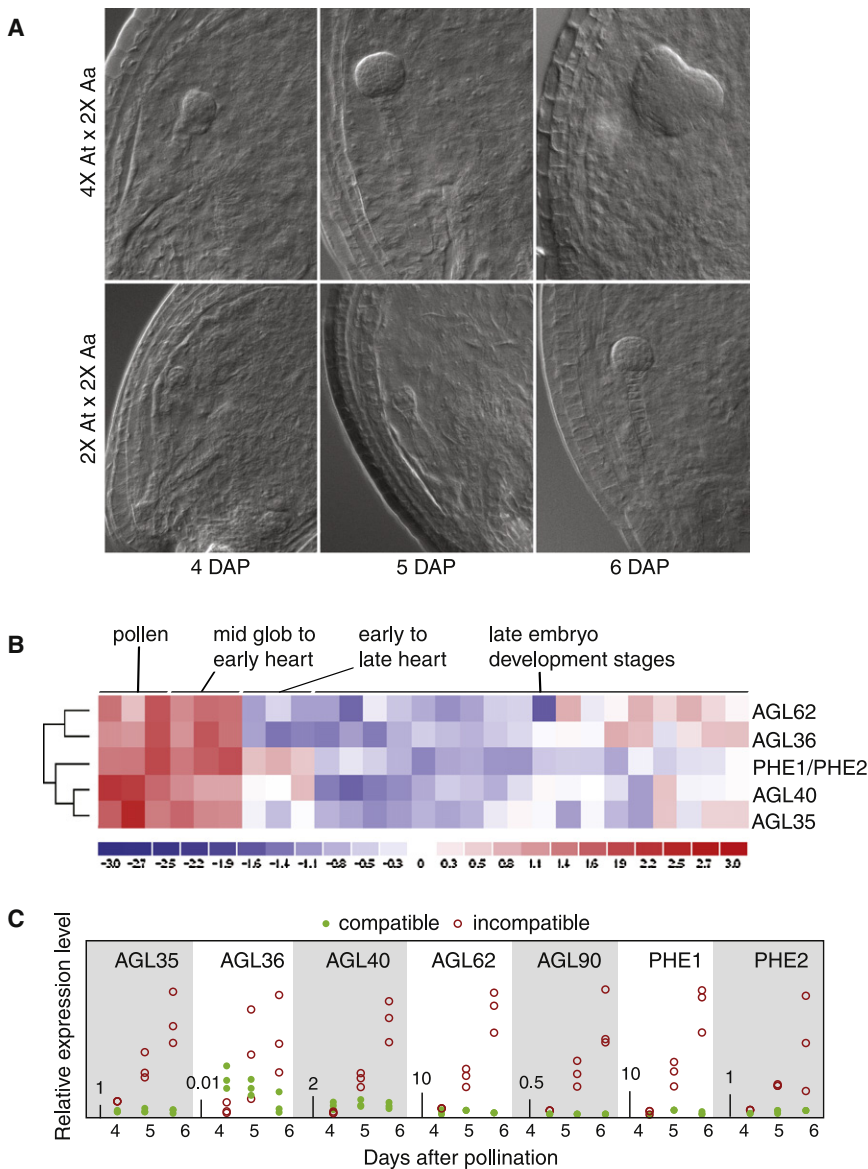 A
4X At x 2X Aa
2X At x 2X Aa
4 DAP
5 DAP
6 DAP
B
pollen
mid glob to
early heart
early to
late heart
late embryo
development stages
AGL62
AGL36
PHE1/PHE2
AGL40
AGL35
-3.0 -2.7 -2.5 -2.2 -1.9 -1.6 -1.4 -1.1 -0.8 -0.5 -0.3 0 0.3 0.5 0.8 1.1 1.4 1.6 1.9 2.2 2.5 2.7 3.0
C
compatible
incompatible
Relative expression level
AGL35
AGL36
AGL40
AGL62
AGL90
PHE1
PHE2
1
0.01
2
10
0.5
10
1
4 5 6 4 5 6 4 5 6 4 5 6 4 5 6 4 5 6 4 5 6
Days after pollination